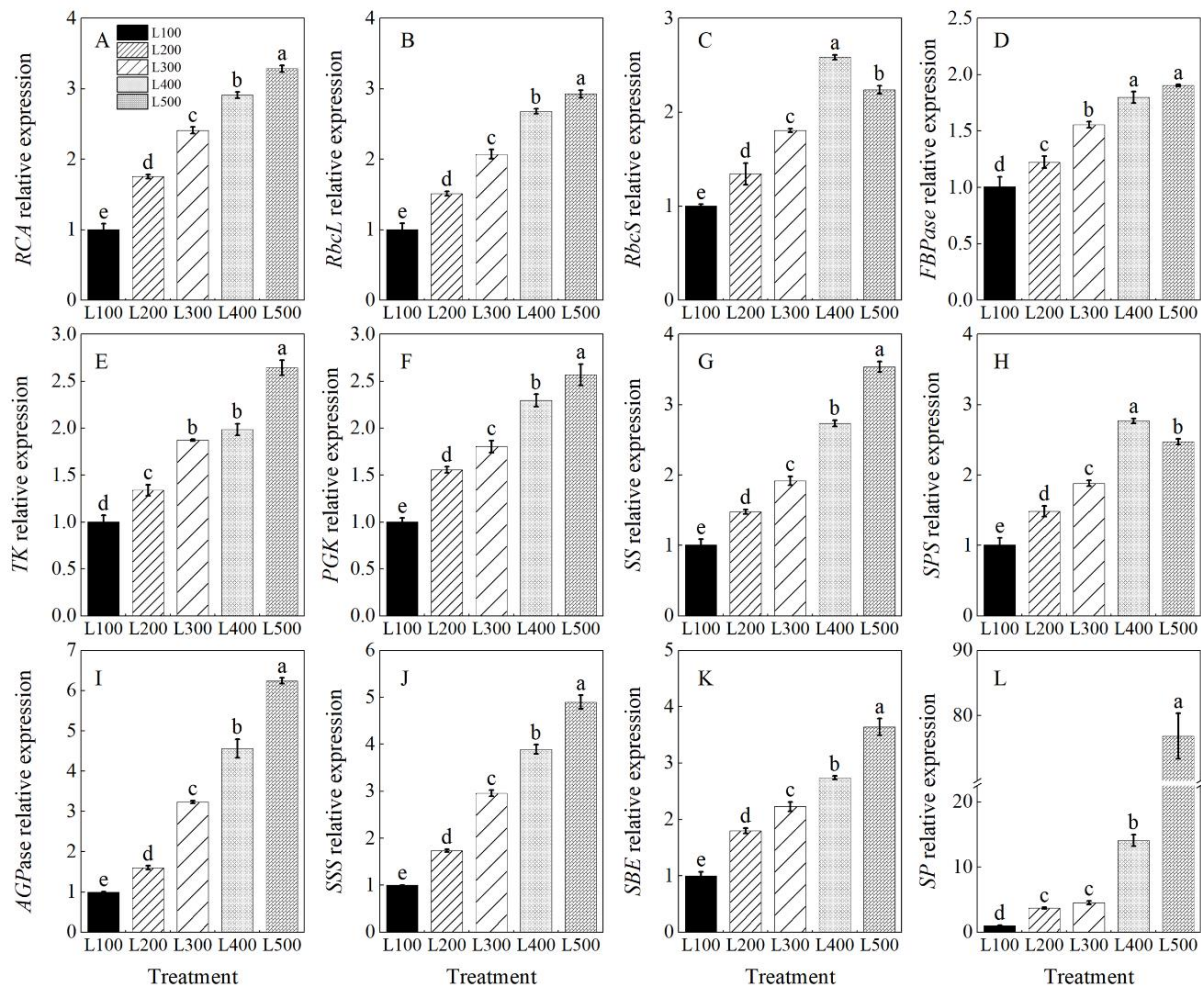 A
L100
L200
L300
L400
L500
RCA relative expression
4
3
2
1
0
e
d
c
b
a
L100 L200 L300 L400 L500
B
RbcL relative expression
4
3
2
1
0
e
d
c
b
a
L100 L200 L300 L400 L500
C
RbcS relative expression
3
2
1
0
e
d
c
a
b
L100 L200 L300 L400 L500
D
FBPase relative expression
2.5
2.0
1.5
1.0
0.5
0.0
d
c
b
a
a
L100 L200 L300 L400 L500
E
TK relative expression
3.0
2.5
2.0
1.5
1.0
0.5
0.0
d
c
b
b
a
L100 L200 L300 L400 L500
F
PGK relative expression
3.0
2.5
2.0
1.5
1.0
0.5
0.0
e
d
c
b
a
L100 L200 L300 L400 L500
G
SS relative expression
4
3
2
1
0
e
d
c
b
a
L100 L200 L300 L400 L500
H
SPS relative expression
4
3
2
1
0
e
d
c
a
b
L100 L200 L300 L400 L500
I
AGPase relative expression
7
6
5
4
3
2
1
0
e
d
c
b
a
L100 L200 L300 L400 L500
Treatment
J
SSS relative expression
6
5
4
3
2
1
0
e
d
c
b
a
L100 L200 L300 L400 L500
Treatment
K
SBE relative expression
5
4
3
2
1
0
e
d
c
b
a
L100 L200 L300 L400 L500
Treatment
L
SP relative expression
90
80
20
10
0
d
c
c
b
a
L100 L200 L300 L400 L500
Treatment